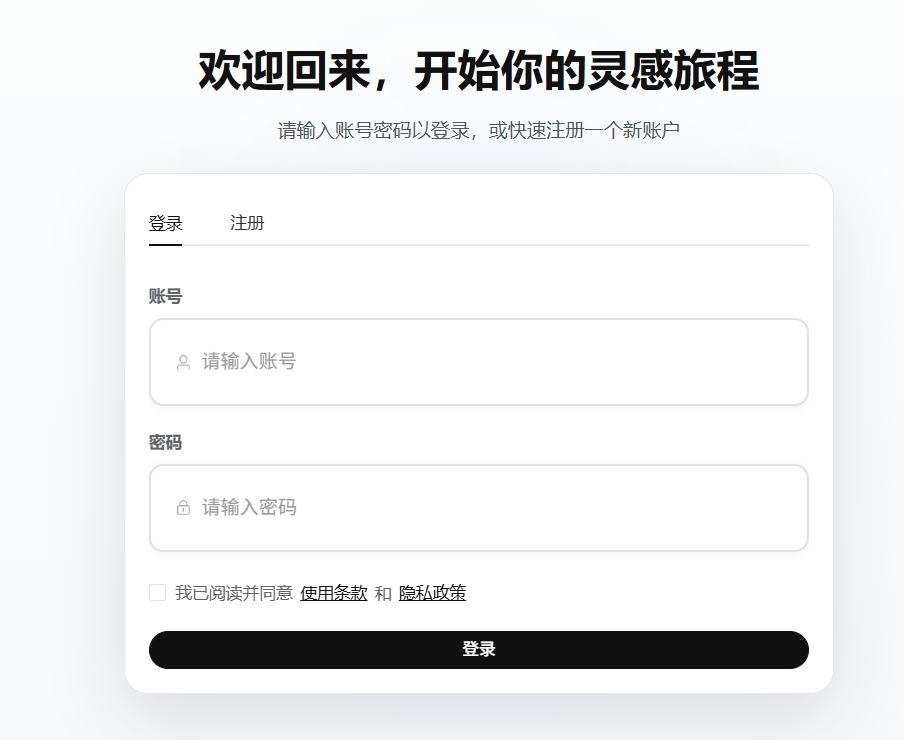 欢迎回来，开始你的灵感旅程
请输入账号密码以登录，或快速注册一个新账户
登录 注册
账号
请输入账号
密码
请输入密码
我已阅读并同意 使用条款 和 隐私政策
登录